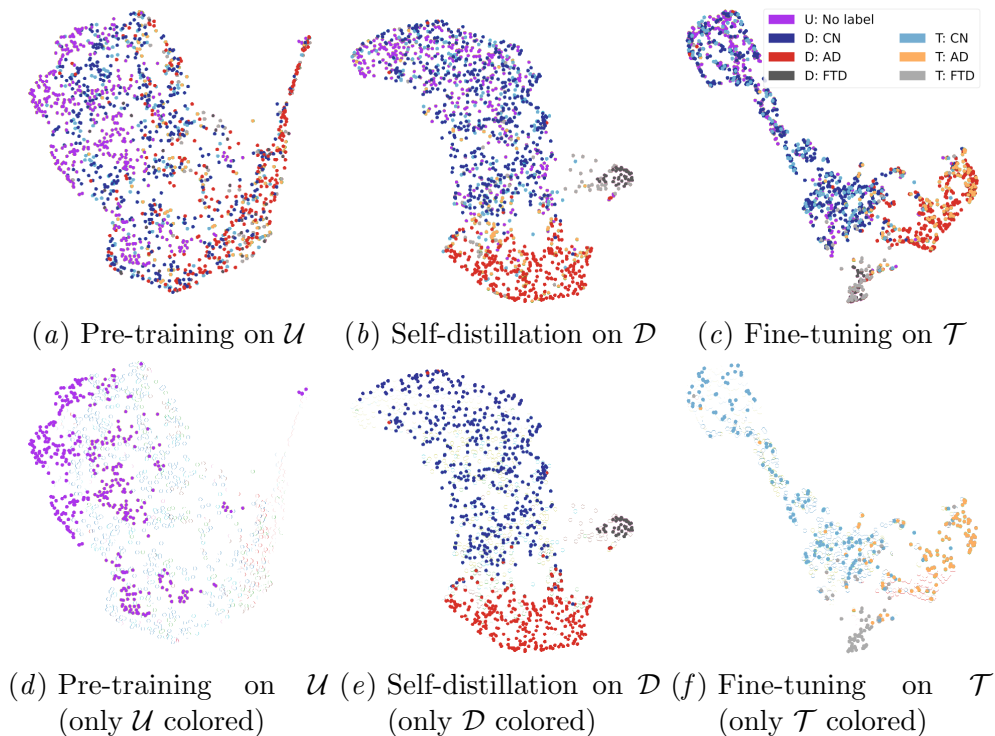 U: No label
D: CN
T: CN
D: AD
T: AD
D: FTD
T: FTD
(a) Pre-training on 𝒰
(b) Self-distillation on 𝒟
(c) Fine-tuning on 𝒯
(d) Pre-training on 𝒰
(only 𝒰 colored)
(e) Self-distillation on 𝒟
(only 𝒟 colored)
(f) Fine-tuning on 𝒯
(only 𝒯 colored)